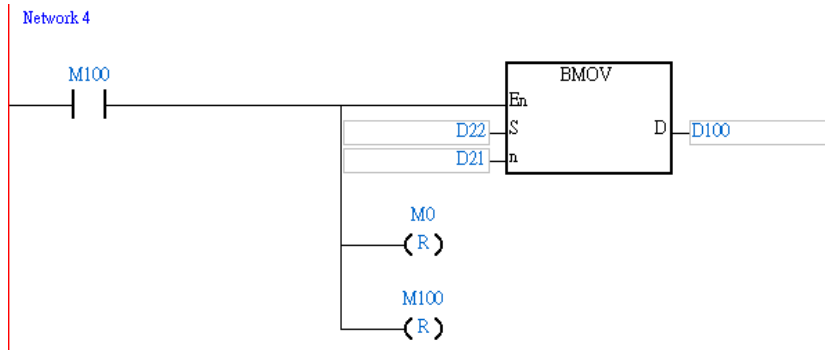 Network 4
M100
BMOV
En
D22 S D D100
D21 n
M0
R
M100
R